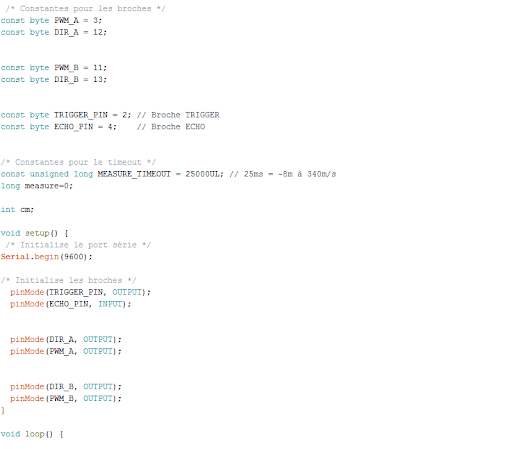 /* Constantes pour les broches */
const byte PWM_A = 3;
const byte DIR_A = 12;
const byte PWM_B = 11;
const byte DIR_B = 13;
const byte TRIGGER_PIN = 2; // Broche TRIGGER
const byte ECHO_PIN = 4; // Broche ECHO
/* Constantes pour le timeout */
const unsigned long MEASURE_TIMEOUT = 25000UL; // 25ms = ~8m à 340m/s
long measure=0;
int cm;
void setup() {
/* Initialise le port série */
Serial.begin(9600);
/* Initialise les broches */
pinMode(TRIGGER_PIN, OUTPUT);
pinMode(ECHO_PIN, INPUT);
pinMode(DIR_A, OUTPUT);
pinMode(PWM_A, OUTPUT);
pinMode(DIR_B, OUTPUT);
pinMode(PWM_B, OUTPUT);
}
void loop() {